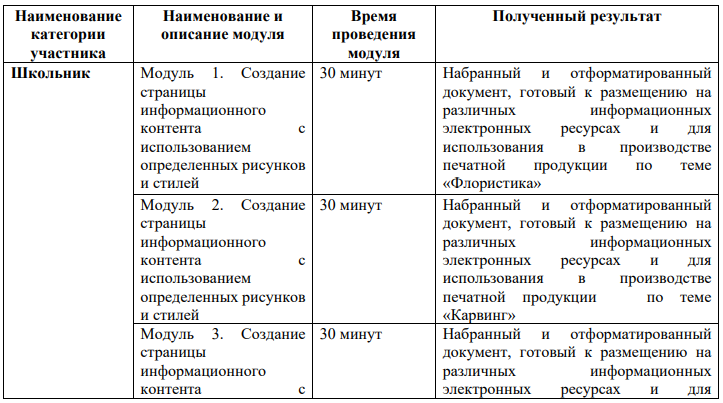 Наименование категории участника
Наименование и описание модуля
Время проведения модуля
Полученный результат
Школьник
Модуль 1. Создание
страницы
информационного
контента с
использованием
определенных рисунков
и стилей
30 минут
Набранный и отформатированный
документ, готовый к размещению на
различных информационных
электронных ресурсах и для
использования в производстве
печатной продукции по теме
«Флористика»
Модуль 2. Создание
страницы
информационного
контента с
использованием
определенных рисунков
и стилей
30 минут
Набранный и отформатированный
документ, готовый к размещению на
различных информационных
электронных ресурсах и для
использования в производстве
печатной продукции по теме
«Карвинг»
Модуль 3. Создание
страницы
информационного
контента с
30 минут
Набранный и отформатированный
документ, готовый к размещению на
различных информационных
электронных ресурсах и для